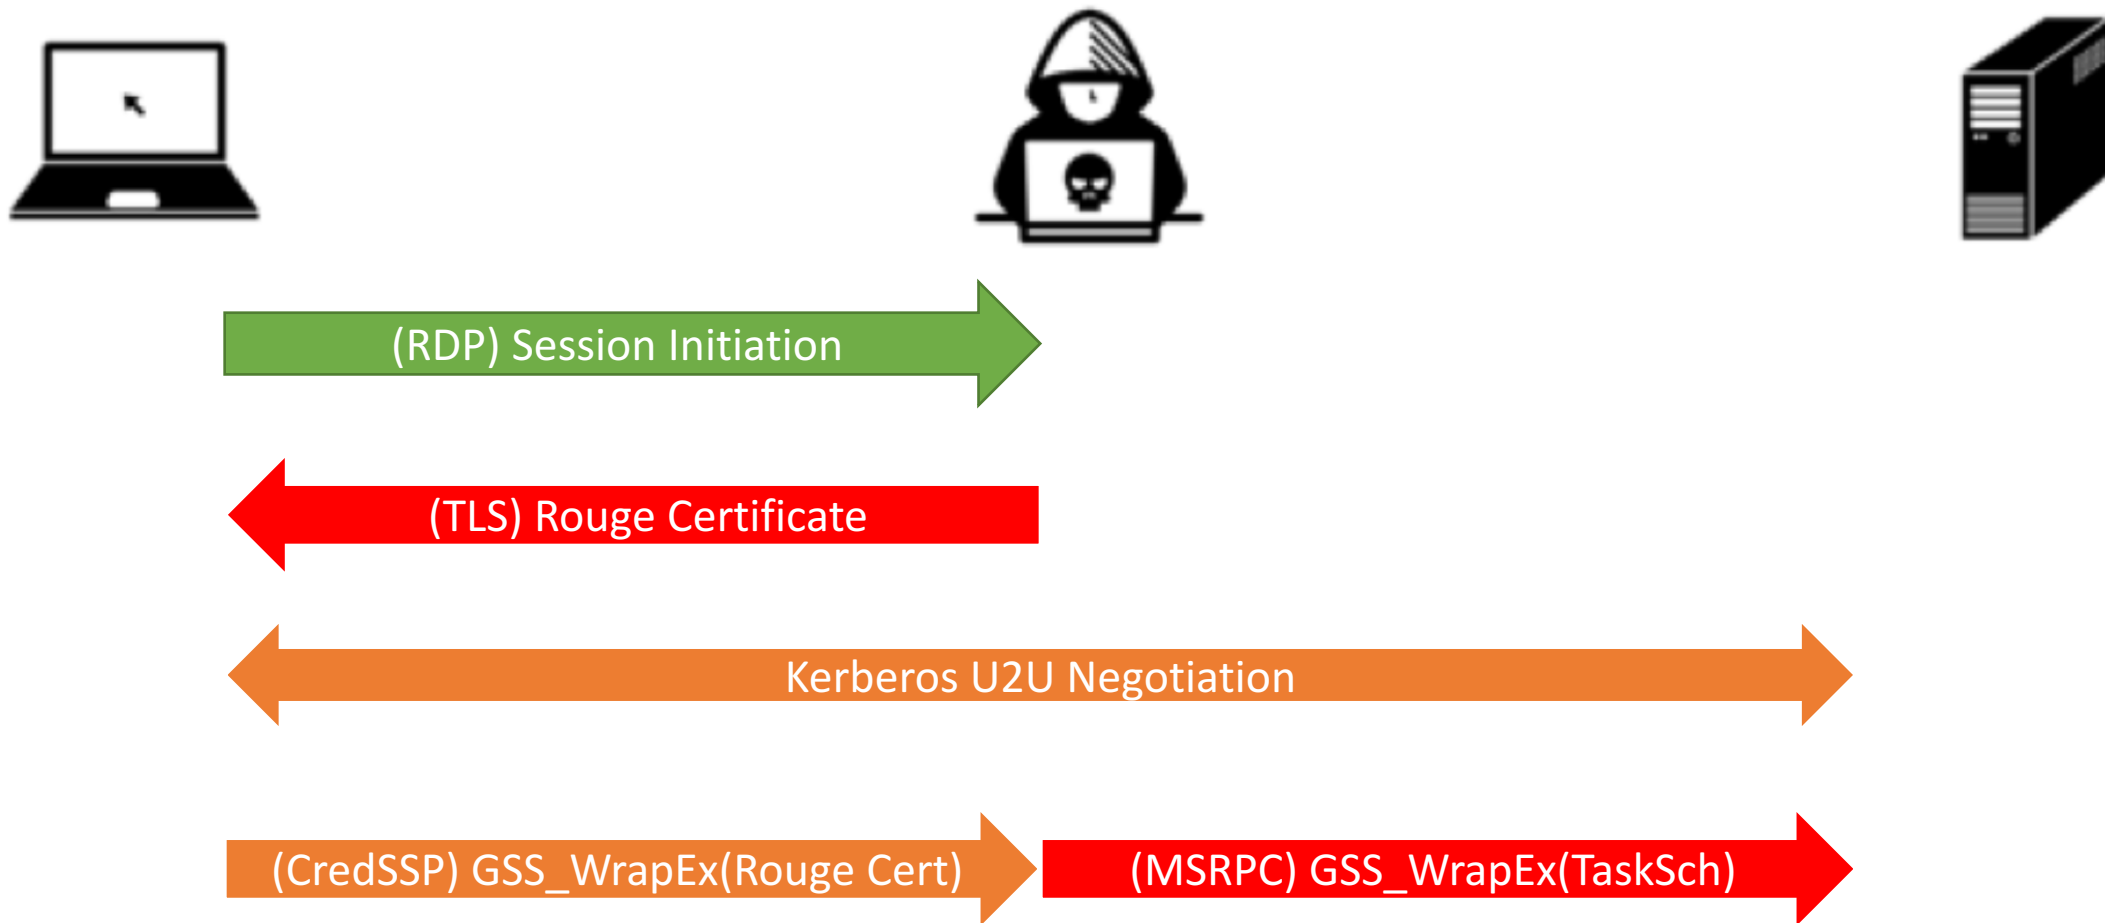 (RDP) Session Initiation
(TLS) Rouge Certificate
Kerberos U2U Negotiation
(CredSSP) GSS_WrapEx(Rouge Cert)
(MSRPC) GSS_WrapEx(TaskSch)